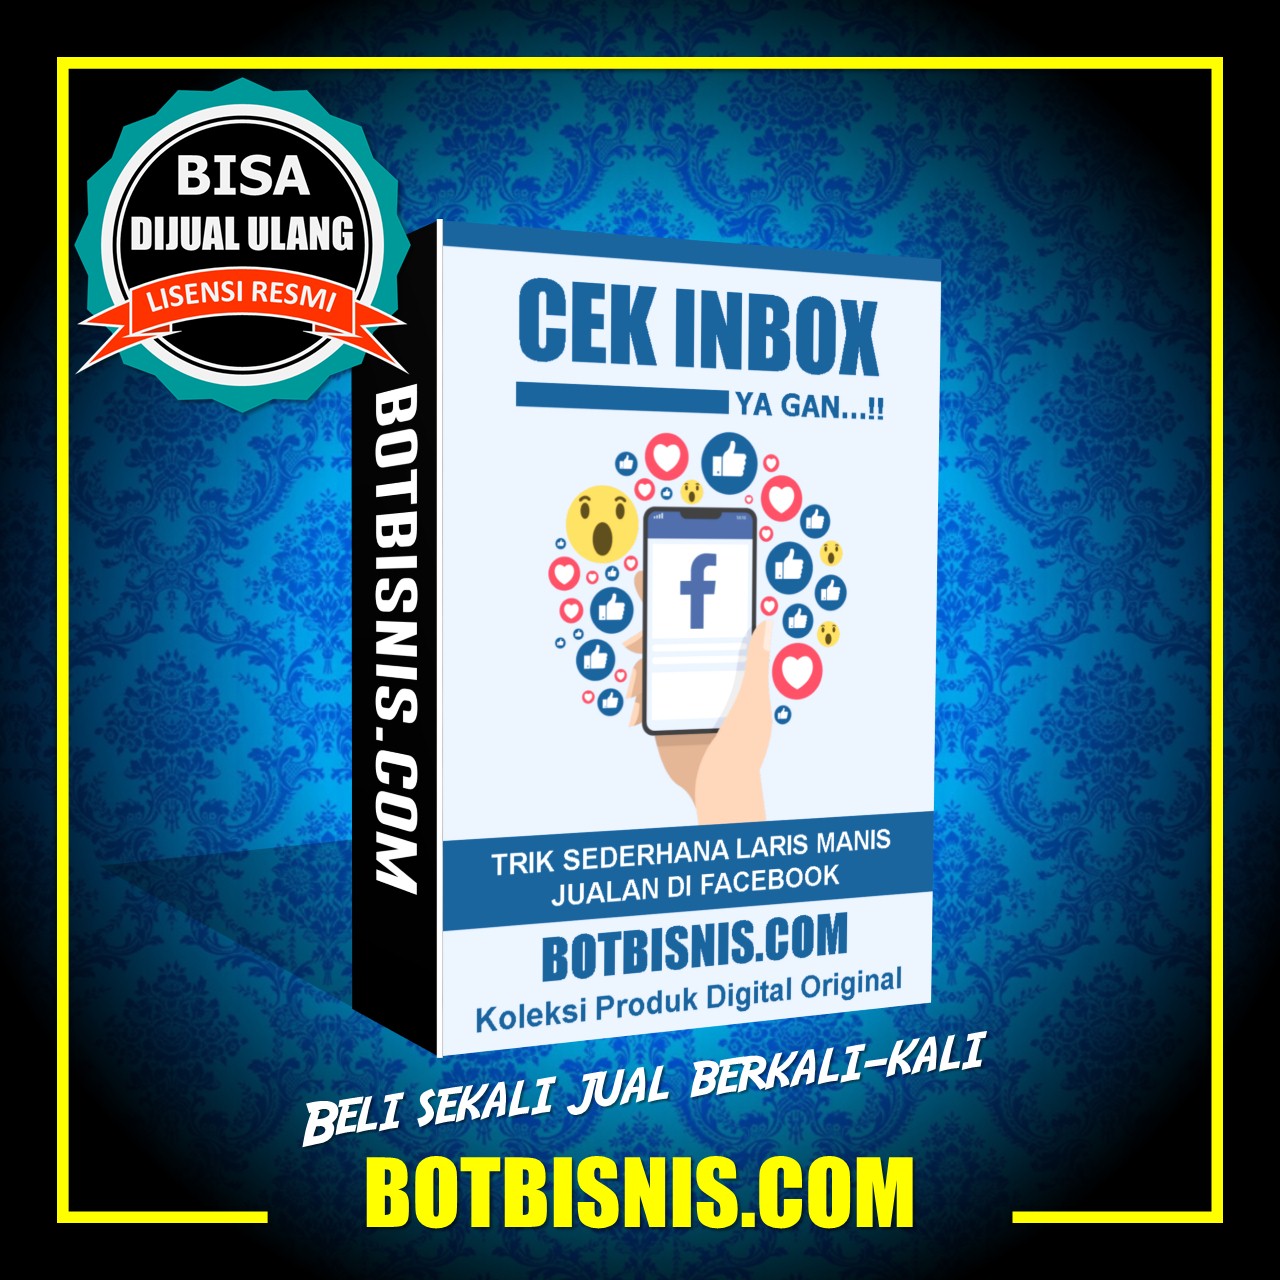 BISA
DIJUAL ULANG
LISENSI RESMI
CEK INBOX
YA GAN...!!
BOTBISNIS.COM
f
TRIK SEDERHANA LARIS MANIS
JUALAN DI FACEBOOK
BOTBISNIS.COM
Koleksi Produk Digital Original
BELI SEKALI JUAL BERKALI-KALI
BOTBISNIS.COM